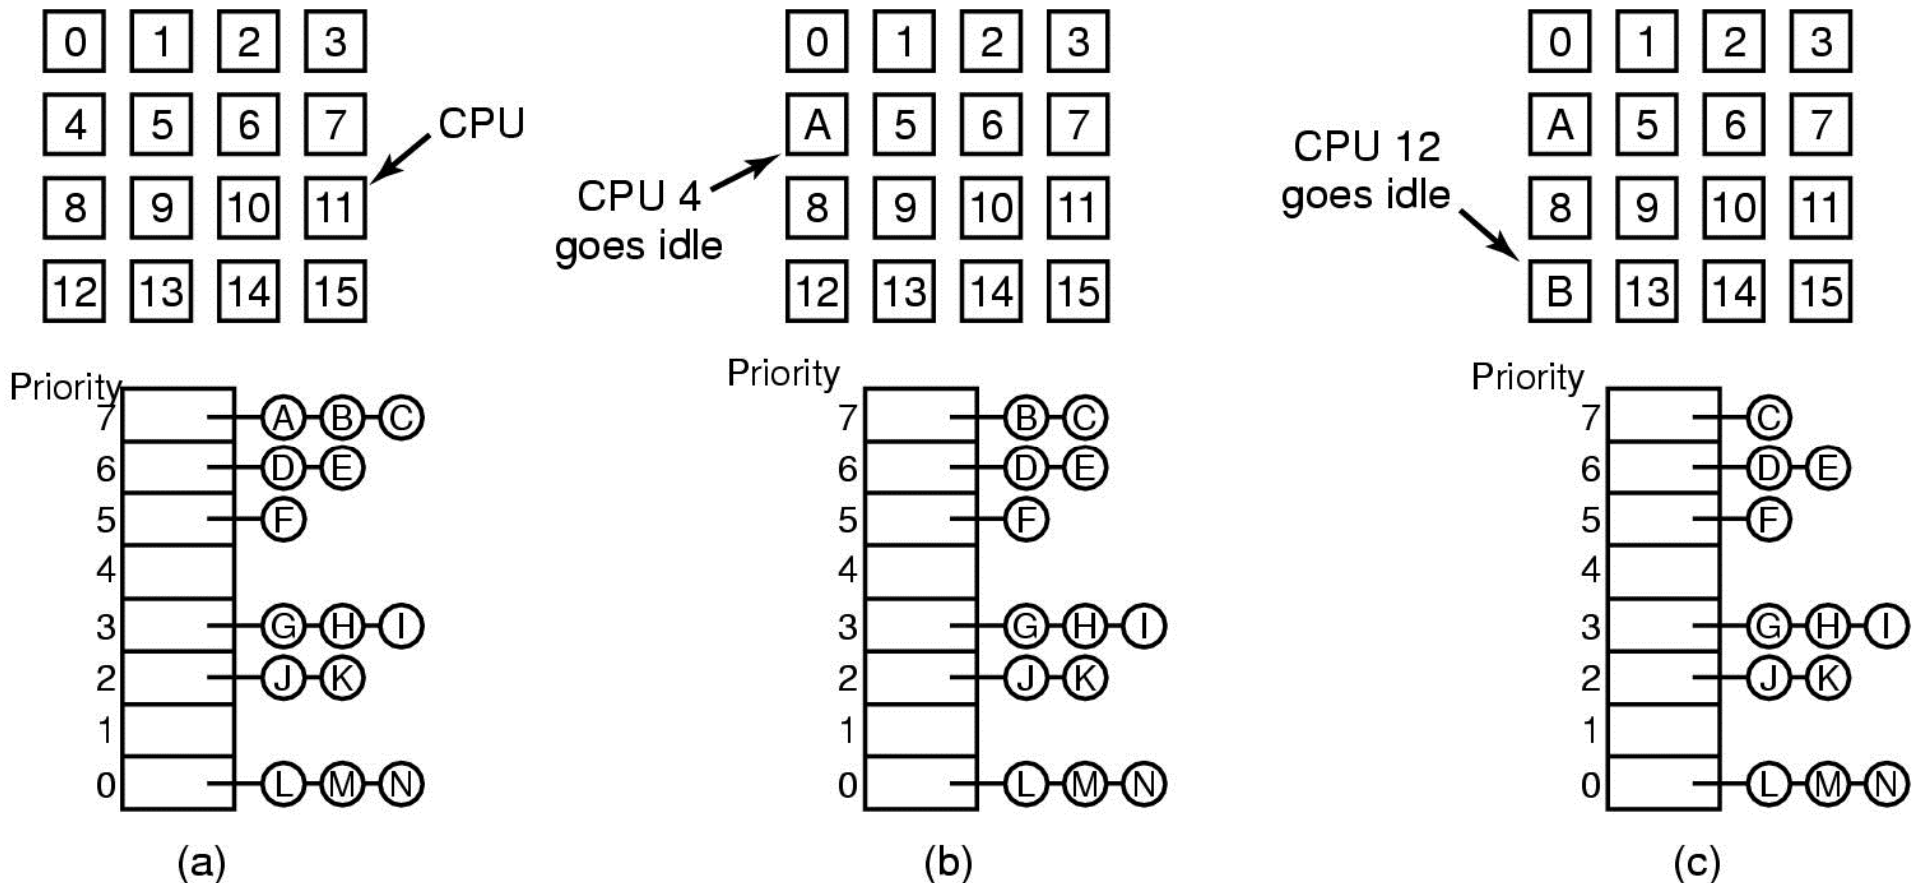 0 1 2 3
4 5 6 7
CPU
8 9 10 11
12 13 14 15
Priority
7 A B C
6 D E
5 F
4
3 G H I
2 J K
1
0 L M N
(a)
0 1 2 3
A 5 6 7
CPU 4
goes idle
8 9 10 11
12 13 14 15
Priority
7 B C
6 D E
5 F
4
3 G H I
2 J K
1
0 L M N
(b)
0 1 2 3
A 5 6 7
CPU 12
goes idle
8 9 10 11
B 13 14 15
Priority
7 C
6 D E
5 F
4
3 G H I
2 J K
1
0 L M N
(c)